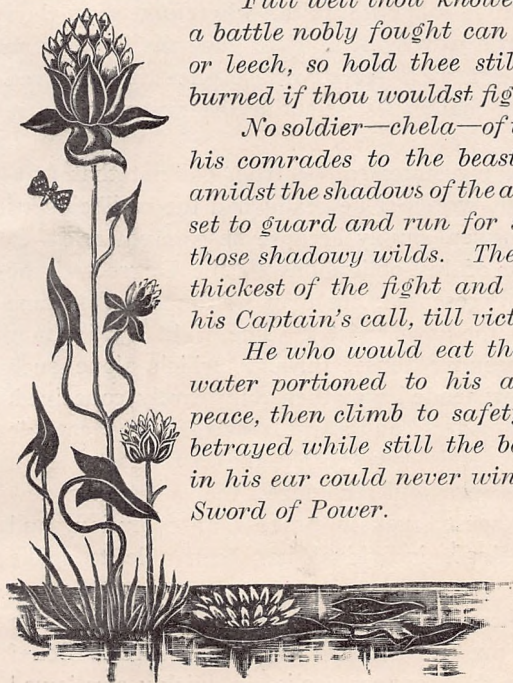 Full well thou knowe
a battle nobly fought can
or leech, so hold thee stil
burned if thou wouldst fig
No soldier—chela—of
his comrades to the beas
amidst the shadows of the a
set to guard and run for
those shadowy wilds. The
thickest of the fight and
his Captain's call, till vict
He who would eat th
water portioned to his a
peace, then climb to safet
betrayed while still the b
in his ear could never win
Sword of Power.